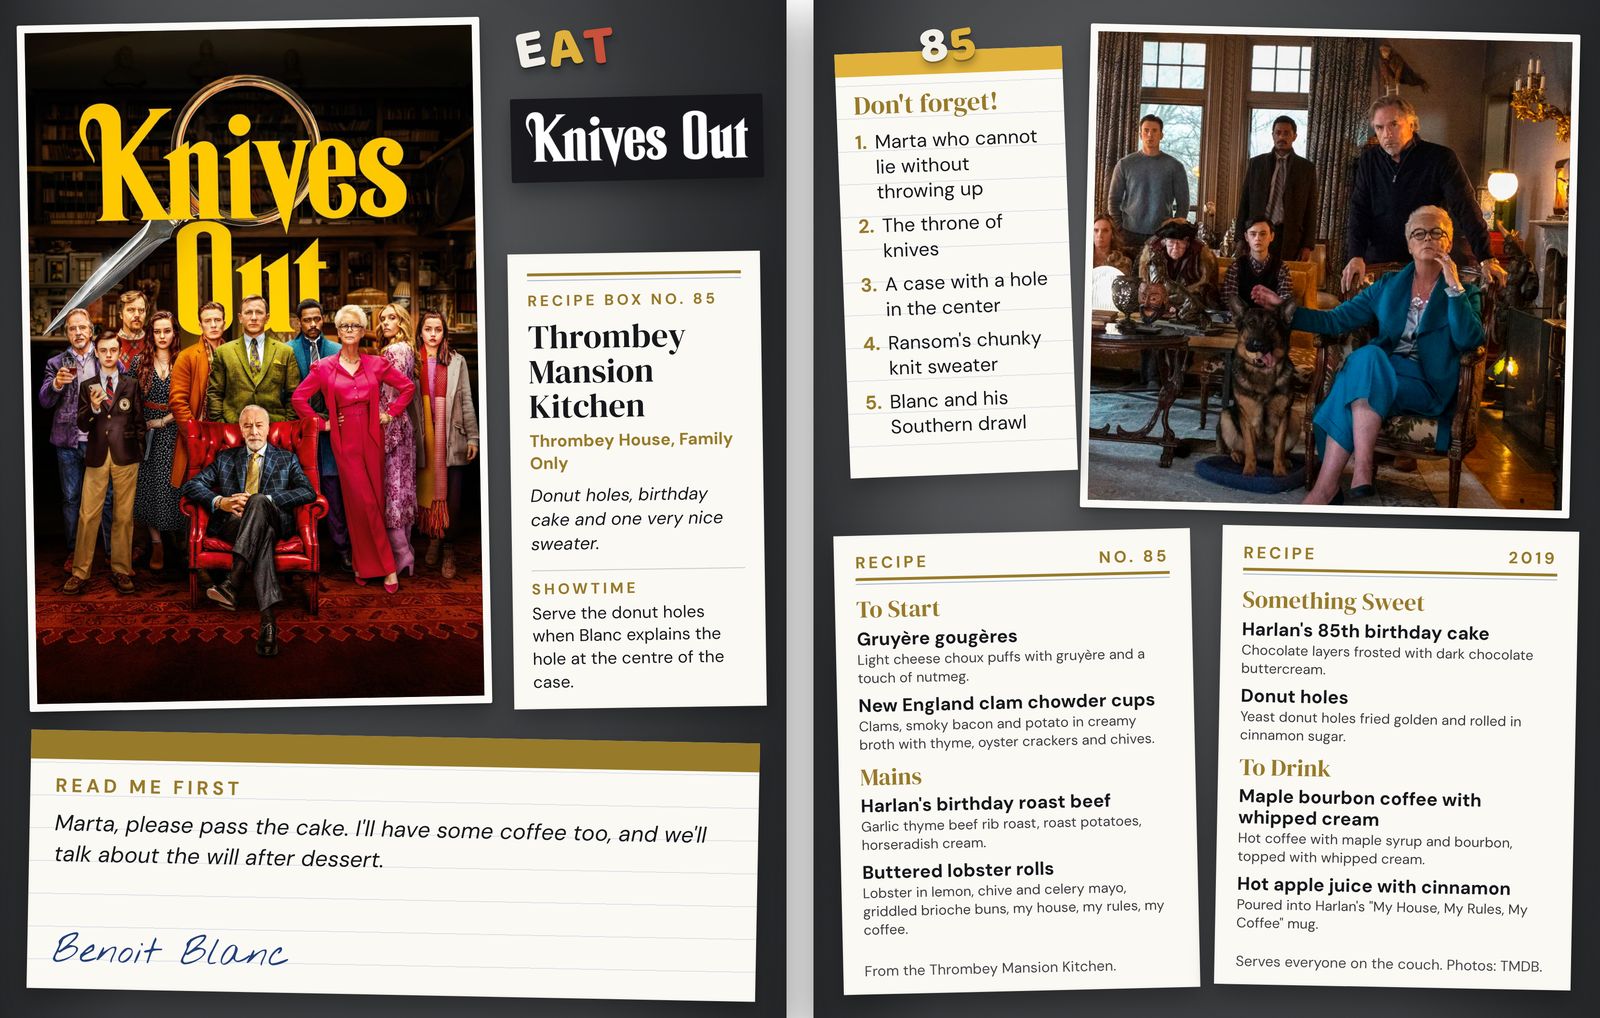 Knives
Out
EAT
Knives Out
RECIPE BOX NO. 85
Thrombey
Mansion
Kitchen
Thrombey House, Family
Only
Donut holes, birthday
cake and one very nice
sweater.
SHOWTIME
Serve the donut holes
when Blanc explains the
hole at the centre of the
case.
READ ME FIRST
Marta, please pass the cake. I'll have some coffee too, and we'll
talk about the will after dessert.
Benoit Blanc
85
Don't forget!
1. Marta who cannot
lie without
throwing up
2. The throne of
knives
3. A case with a hole
in the center
4. Ransom's chunky
knit sweater
5. Blanc and his
Southern drawl
RECIPE NO. 85
To Start
Gruyère gougères
Light cheese choux puffs with gruyère and a
touch of nutmeg.
New England clam chowder cups
Clams, smoky bacon and potato in creamy
broth with thyme, oyster crackers and chives.
Mains
Harlan's birthday roast beef
Garlic thyme beef rib roast, roast potatoes,
horseradish cream.
Buttered lobster rolls
Lobster in lemon, chive and celery mayo,
griddled brioche buns, my house, my rules, my
coffee.
From the Thrombey Mansion Kitchen.
RECIPE 2019
Something Sweet
Harlan's 85th birthday cake
Chocolate layers frosted with dark chocolate
buttercream.
Donut holes
Yeast donut holes fried golden and rolled in
cinnamon sugar.
To Drink
Maple bourbon coffee with
whipped cream
Hot coffee with maple syrup and bourbon,
topped with whipped cream.
Hot apple juice with cinnamon
Poured into Harlan's "My House, My Rules, My
Coffee" mug.
Serves everyone on the couch. Photos: TMDB.